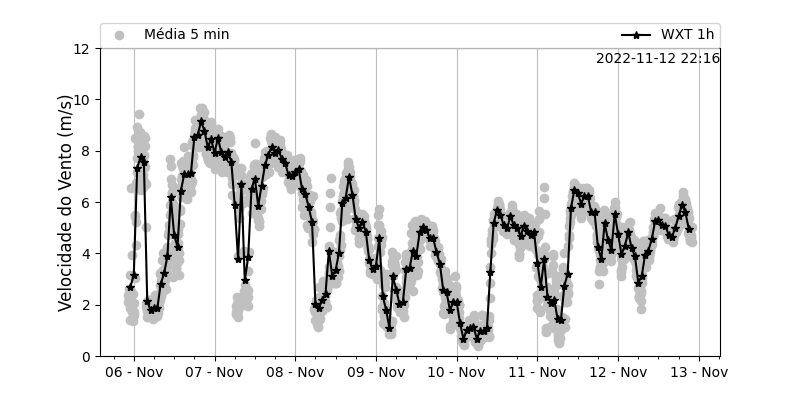 Média 5 min
WXT 1h
2022-11-12 22:16
Velocidade do Vento (m/s)
12
10
8
6
4
2
0
06 - Nov
07 - Nov
08 - Nov
09 - Nov
10 - Nov
11 - Nov
12 - Nov
13 - Nov